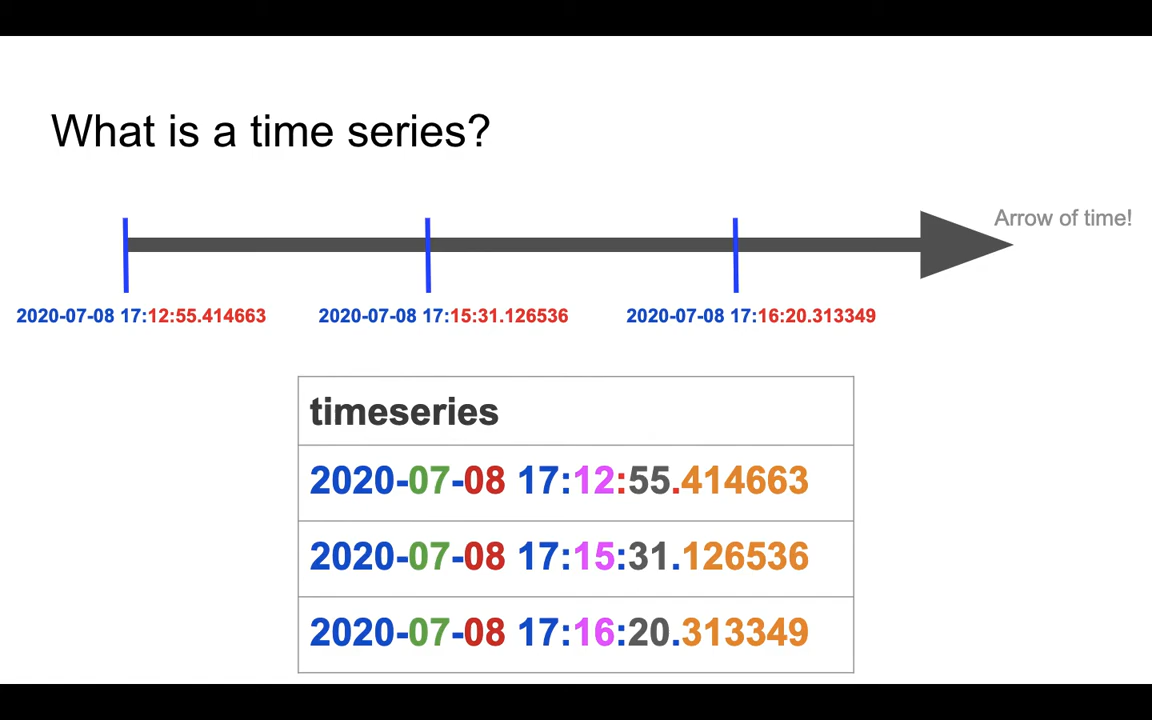 What is a time series?
Arrow of time!
2020-07-08 17:12:55.414663
2020-07-08 17:15:31.126536
2020-07-08 17:16:20.313349
timeseries
2020-07-08 17:12:55.414663
2020-07-08 17:15:31.126536
2020-07-08 17:16:20.313349